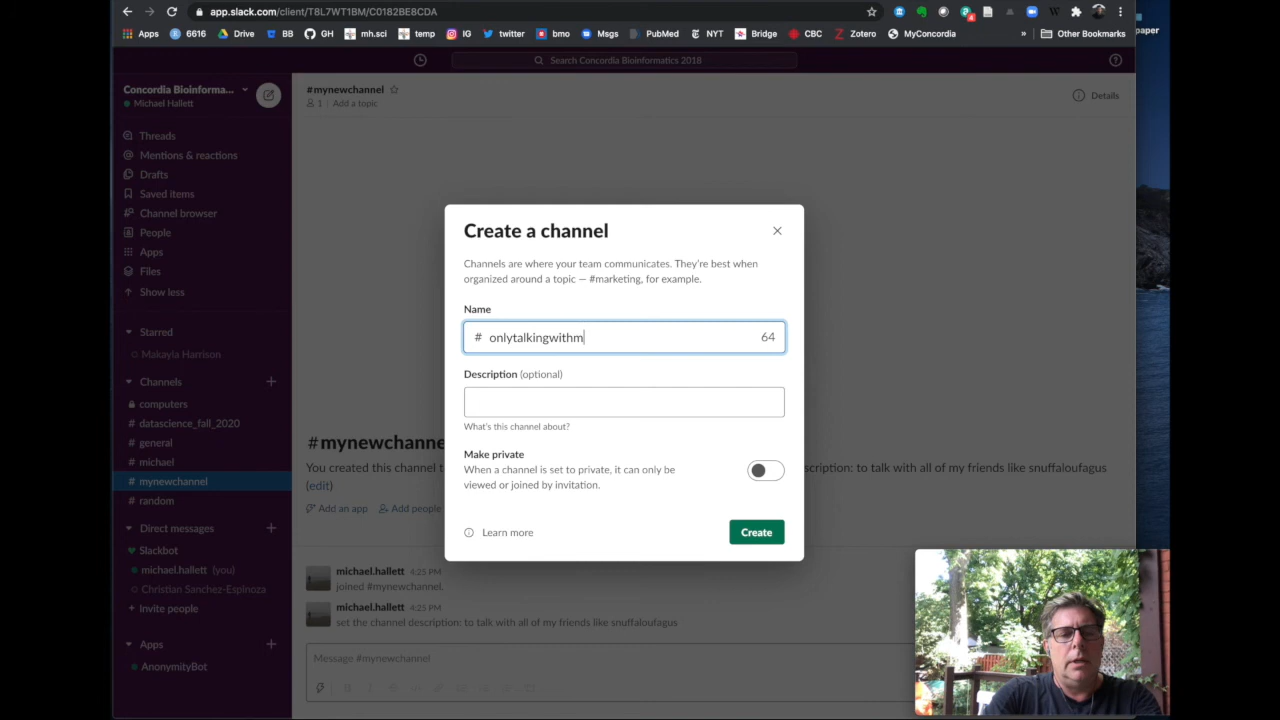 app.slack.com/client/T8L7WT1BM/C0182BE8CDA
Apps 6616 Drive BB GH mh.sci temp IG twitter bmo Msgs PubMed NYT Bridge CBC Zotero MyConcordia » Other Bookmarks
paper
Search Concordia Bioinformatics 2018
Concordia Bioinforma...
Michael Hallett
Threads
Mentions & reactions
Drafts
Saved items
Channel browser
People
Apps
Files
Show less
Starred
Makayla Harrison
Channels
computers
# datascience_fall_2020
# general
# michael
# mynewchannel
# random
Direct messages
Slackbot
michael.hallett (you)
Christian Sanchez-Espinoza
+ Invite people
Apps
AnonymityBot
#mynewchannel
1 | Add a topic
Details
Create a channel
Channels are where your team communicates. They're best when
organized around a topic — #marketing, for example.
Name
# onlytalkingwithm 64
Description (optional)
What's this channel about?
Make private
When a channel is set to private, it can only be
viewed or joined by invitation.
Learn more
Create
#mynewchanne
You created this channel t
scription: to talk with all of my friends like snuffaloufagus
(edit)
Add an app Add people
michael.hallett 4:25 PM
joined #mynewchannel.
michael.hallett 4:25 PM
set the channel description: to talk with all of my friends like snuffaloufagus
Message #mynewchannel